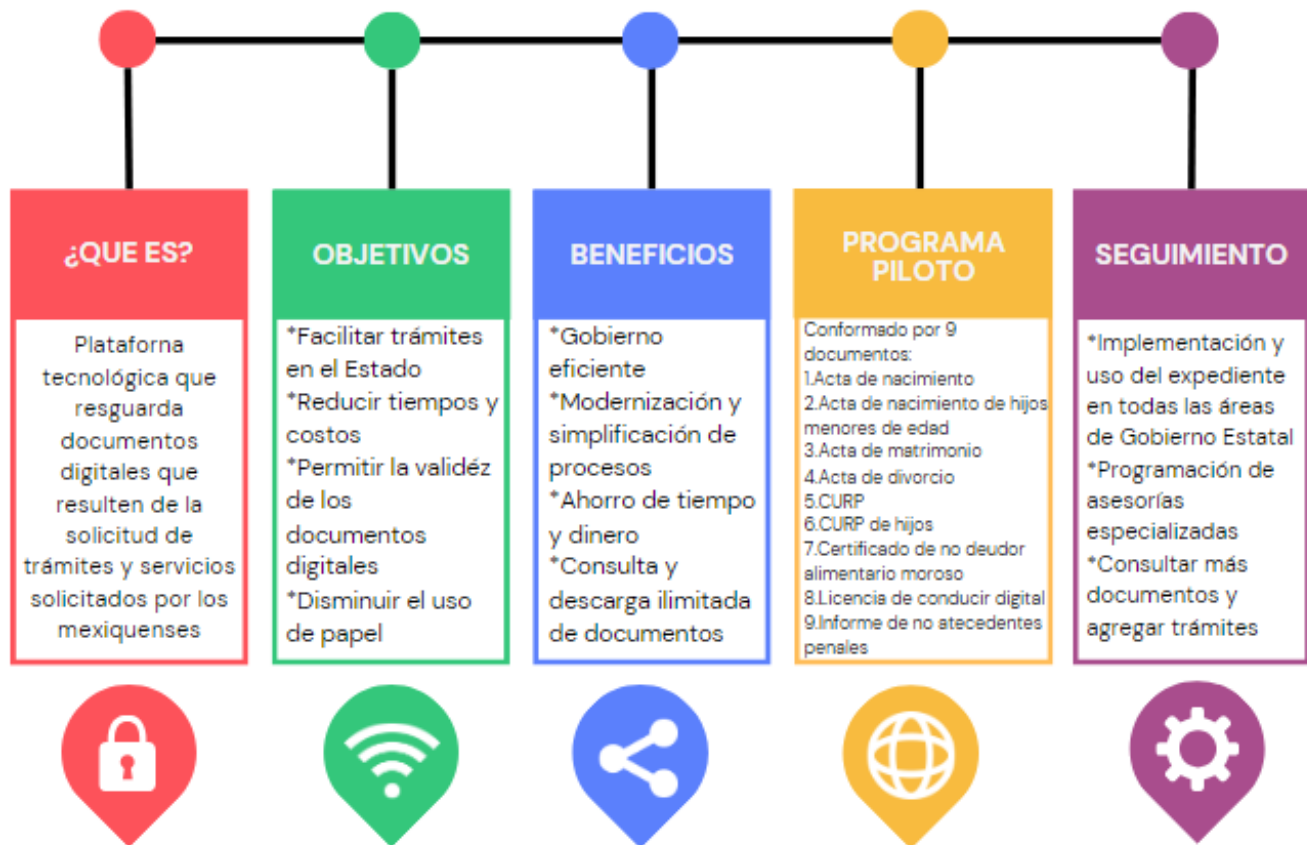 ¿QUE ES?
Plataforna
tecnológica que
resguarda
documentos
digitales que
resulten de la
solicitud de
trámites y servicios
solicitados por los
mexiquenses
OBJETIVOS
*Facilitar trámites
en el Estado
*Reducir tiempos y
costos
*Permitir la validéz
de los
documentos
digitales
*Disminuir el uso
de papel
BENEFICIOS
*Gobierno
eficiente
*Modernización y
simplificación de
procesos
*Ahorro de tiempo
y dinero
*Consulta y
descarga ilimitada
de documentos
PROGRAMA
PILOTO
Conformado por 9
documentos:
1.Acta de nacimiento
2.Acta de nacimiento de hijos
menores de edad
3.Acta de matrimonio
4.Acta de divorcio
5.CURP
6.CURP de hijos
7.Certificado de no deudor
alimentario moroso
8.Licencia de conducir digital
9.Informe de no atecedentes
penales
SEGUIMIENTO
*Implementación y
uso del expediente
en todas las áreas
de Gobierno Estatal
*Programación de
asesorías
especializadas
*Consultar más
documentos y
agregar trámites